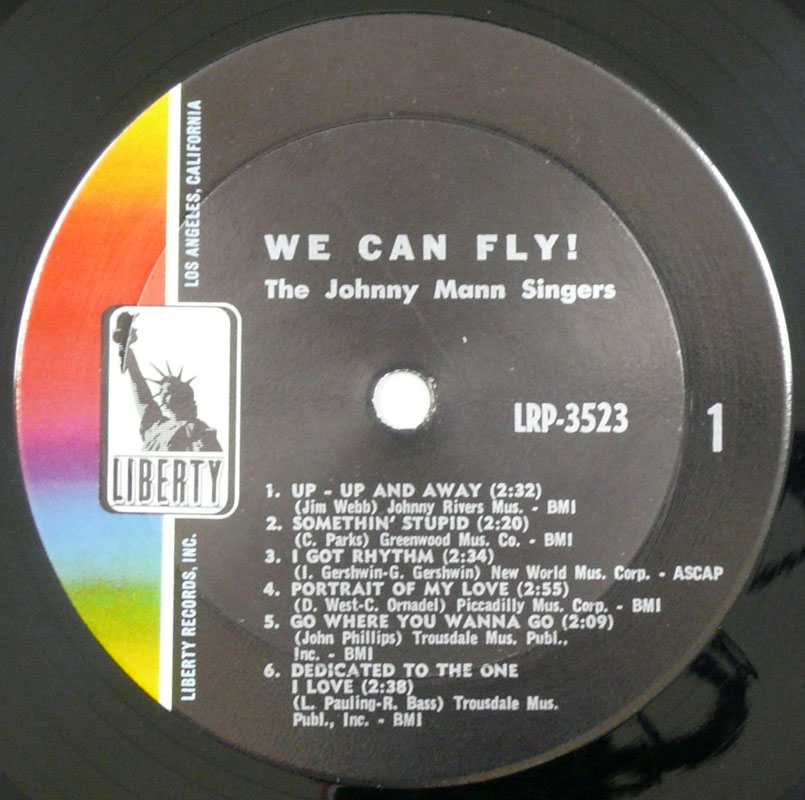 WE CAN FLY!
The Johnny Mann Singers
LRP-3523
1
LOS ANGELES, CALIFORNIA
LIBERTY
LIBERTY RECORDS, INC.
1. UP - UP AND AWAY (2:32)
(Jim Webb) Johnny Rivers Mus. - BMI
2. SOMETHIN' STUPID (2:20)
(C. Parks) Greenwood Mus. Co. - BMI
3. I GOT RHYTHM (2:34)
(I. Gershwin-G. Gershwin) New World Mus. Corp. - ASCAP
4. PORTRAIT OF MY LOVE (2:55)
(D. West-C. Ornadel) Piccadilly Mus. Corp. - BMI
5. GO WHERE YOU WANNA GO (2:09)
(John Phillips) Trousdale Mus. Publ.,
Inc. - BMI
6. DEDICATED TO THE ONE
I LOVE (2:38)
(L. Pauling-R. Bass) Trousdale Mus.
Publ., Inc. - BMI